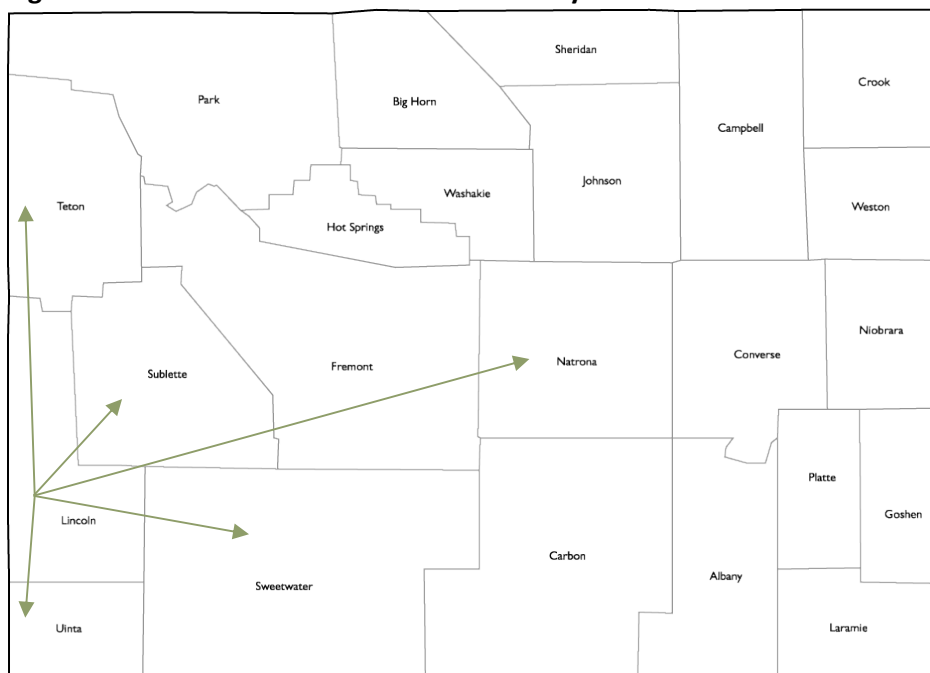 Sheridan
Crook
Park
Big Horn
Campbell
Johnson
Washakie
Teton
Weston
Hot Springs
Niobrara
Converse
Natrona
Fremont
Sublette
Platte
Goshen
Lincoln
Carbon
Albany
Sweetwater
Uinta
Laramie